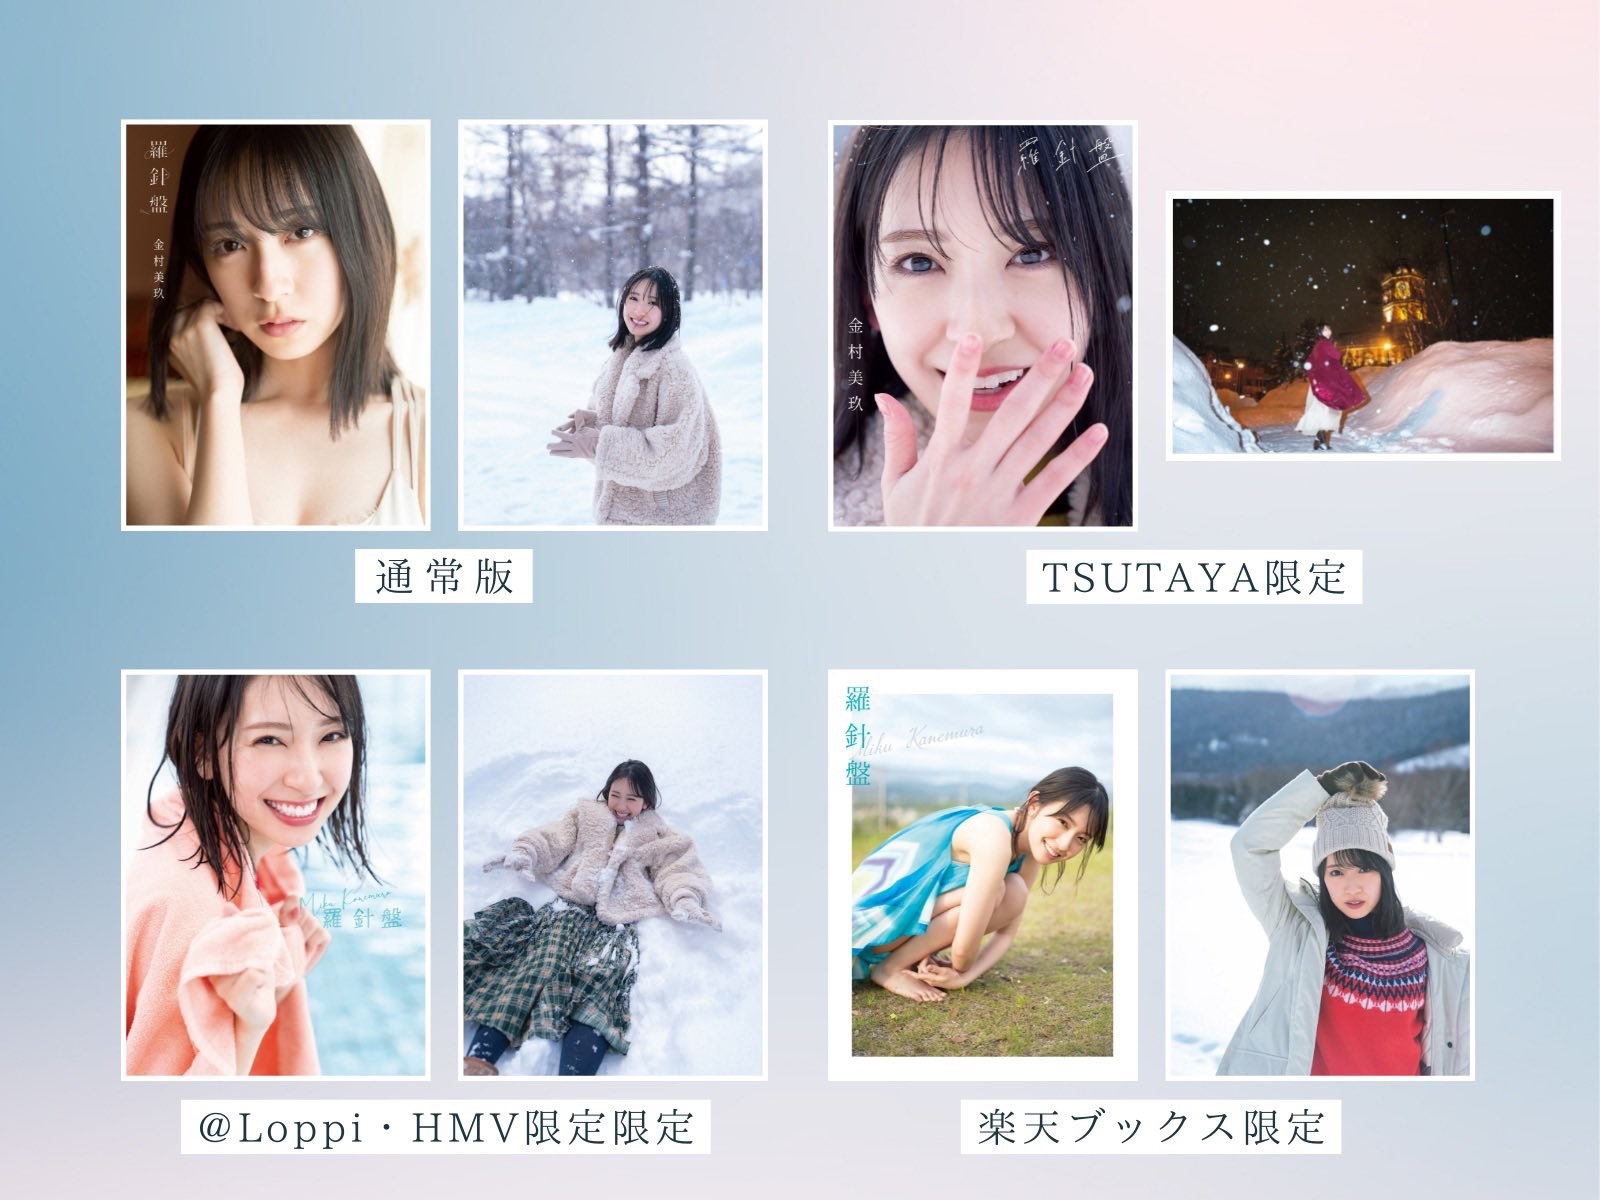 羅針盤
金村美玖
羅針盤
金村美玖
通常版
TSUTAYA限定
Miku Kanemura
羅針盤
羅針盤
Miku Kanemura
@Loppi・HMV限定限定
楽天ブックス限定